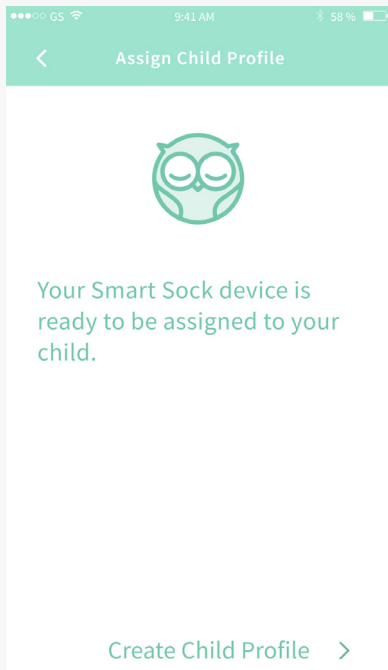 GS 9:41 AM 58 %
Assign Child Profile
Your Smart Sock device is
ready to be assigned to your
child.
Create Child Profile